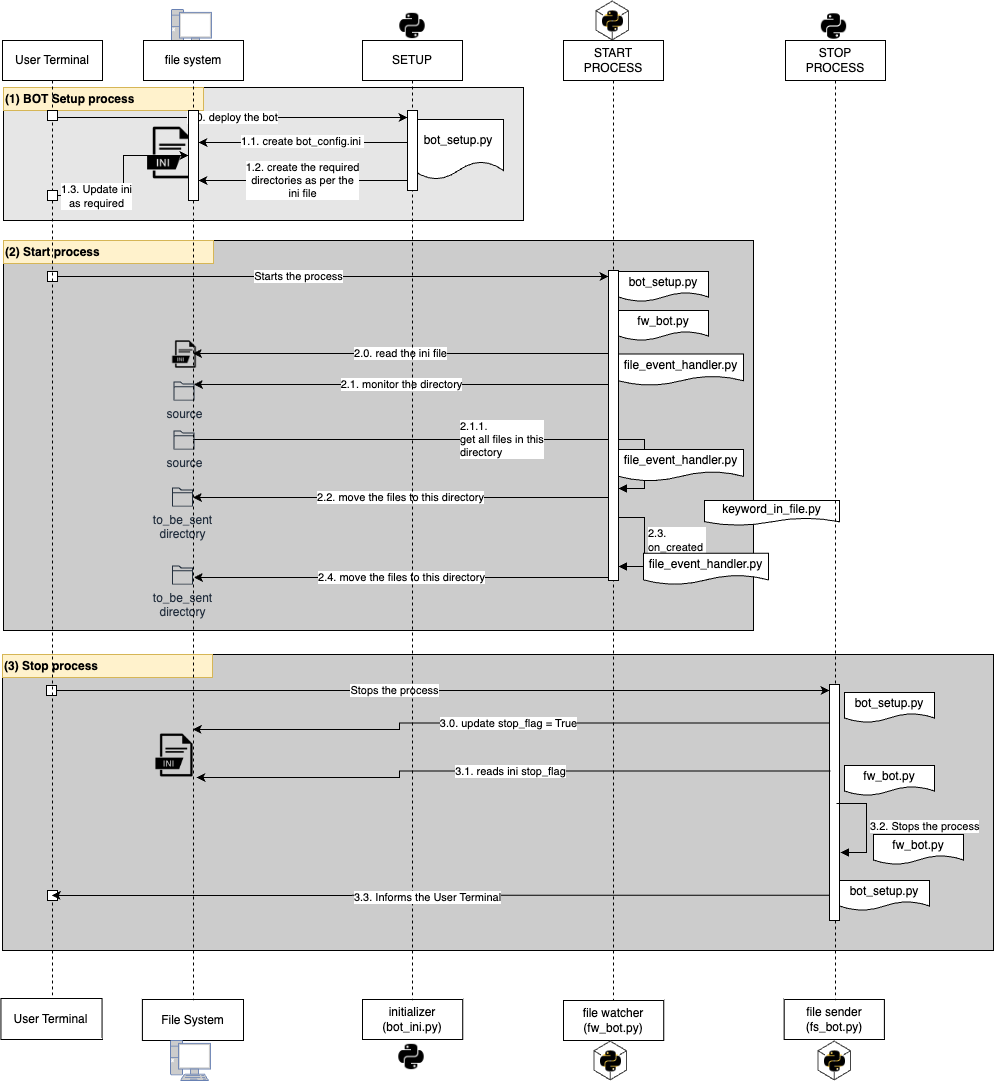 User Terminal
file system
SETUP
START
PROCESS
STOP
PROCESS
(1) BOT Setup process
0. deploy the bot
bot_setup.py
1.1. create bot_config.ini
INI
1.2. create the required
directories as per the
ini file
1.3. Update ini
as required
(2) Start process
Starts the process
bot_setup.py
fw_bot.py
2.0. read the ini file
INI
file_event_handler.py
2.1. monitor the directory
source
2.1.1.
get all files in this
directory
source
file_event_handler.py
2.2. move the files to this directory
to_be_sent
directory
keyword_in_file.py
2.3.
on_created
file_event_handler.py
2.4. move the files to this directory
to_be_sent
directory
(3) Stop process
Stops the process
bot_setup.py
3.0. update stop_flag = True
INI
3.1. reads ini stop_flag
fw_bot.py
3.2. Stops the process
fw_bot.py
bot_setup.py
3.3. Informs the User Terminal
User Terminal
File System
initializer
(bot_ini.py)
file watcher
(fw_bot.py)
file sender
(fs_bot.py)